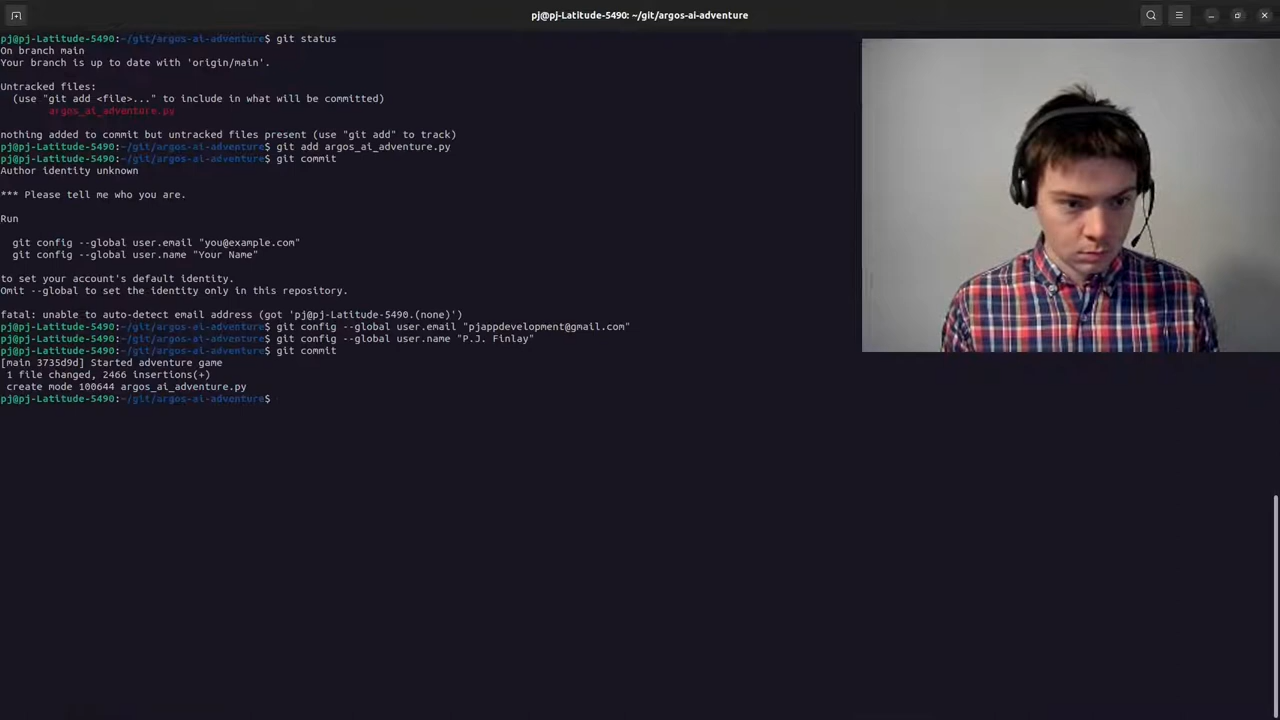 pj@pj-Latitude-5490: ~/git/argos-ai-adventure
pj@pj-Latitude-5490:~/git/argos-ai-adventure$ git status
On branch main
Your branch is up to date with 'origin/main'.
Untracked files:
(use "git add <file>..." to include in what will be committed)
argos_ai_adventure.py
nothing added to commit but untracked files present (use "git add" to track)
pj@pj-Latitude-5490:~/git/argos-ai-adventure$ git add argos_ai_adventure.py
pj@pj-Latitude-5490:~/git/argos-ai-adventure$ git commit
Author identity unknown
*** Please tell me who you are.
Run
git config --global user.email "you@example.com"
git config --global user.name "Your Name"
to set your account's default identity.
Omit --global to set the identity only in this repository.
fatal: unable to auto-detect email address (got 'pj@pj-Latitude-5490.(none)')
pj@pj-Latitude-5490:~/git/argos-ai-adventure$ git config --global user.email "pjappdevelopment@gmail.com"
pj@pj-Latitude-5490:~/git/argos-ai-adventure$ git config --global user.name "P.J. Finlay"
pj@pj-Latitude-5490:~/git/argos-ai-adventure$ git commit
[main 3735d9d] Started adventure game
1 file changed, 2466 insertions(+)
create mode 100644 argos_ai_adventure.py
pj@pj-Latitude-5490:~/git/argos-ai-adventure$